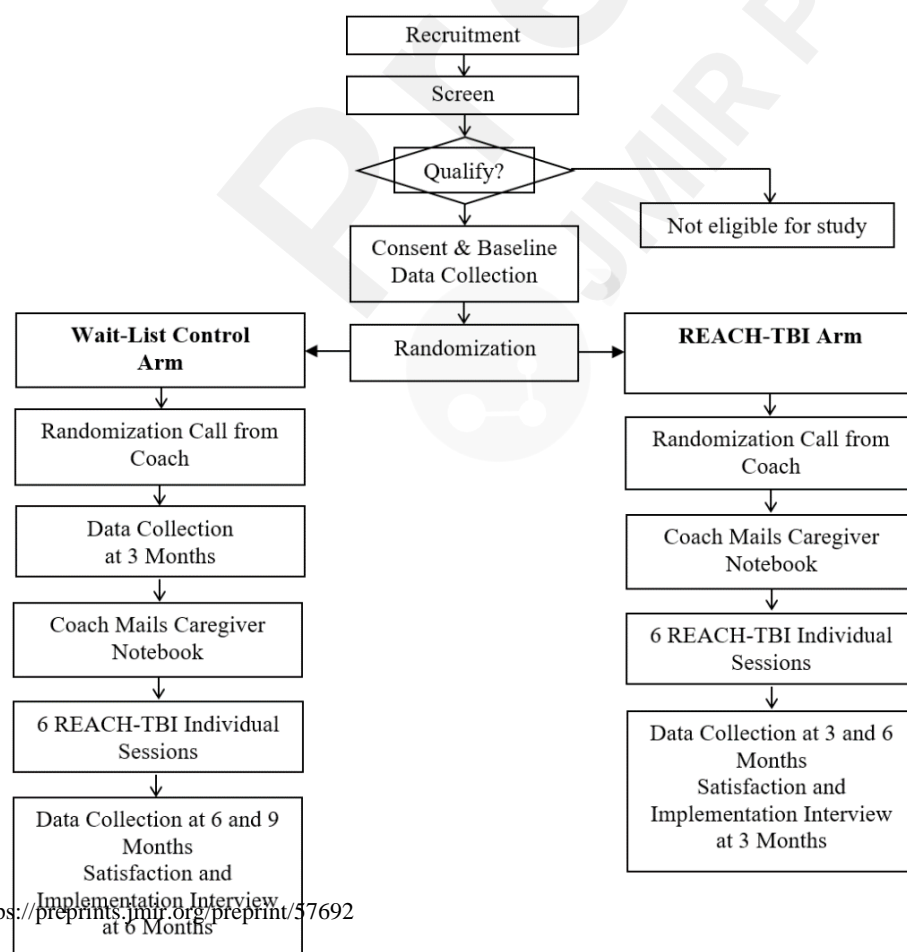 Recruitment
Screen
Qualify?
Not eligible for study
Consent & Baseline
Data Collection
Randomization
Wait-List Control
Arm
Randomization Call from
Coach
Data Collection
at 3 Months
Coach Mails Caregiver
Notebook
6 REACH-TBI Individual
Sessions
Data Collection at 6 and 9
Months
Satisfaction and
Implementation Interview
at 6 Months
REACH-TBI Arm
Randomization Call from
Coach
Coach Mails Caregiver
Notebook
6 REACH-TBI Individual
Sessions
Data Collection at 3 and 6
Months
Satisfaction and
Implementation Interview
at 3 Months
ps://preprints.jmir.org/preprint/57692
Pre
JMIR P